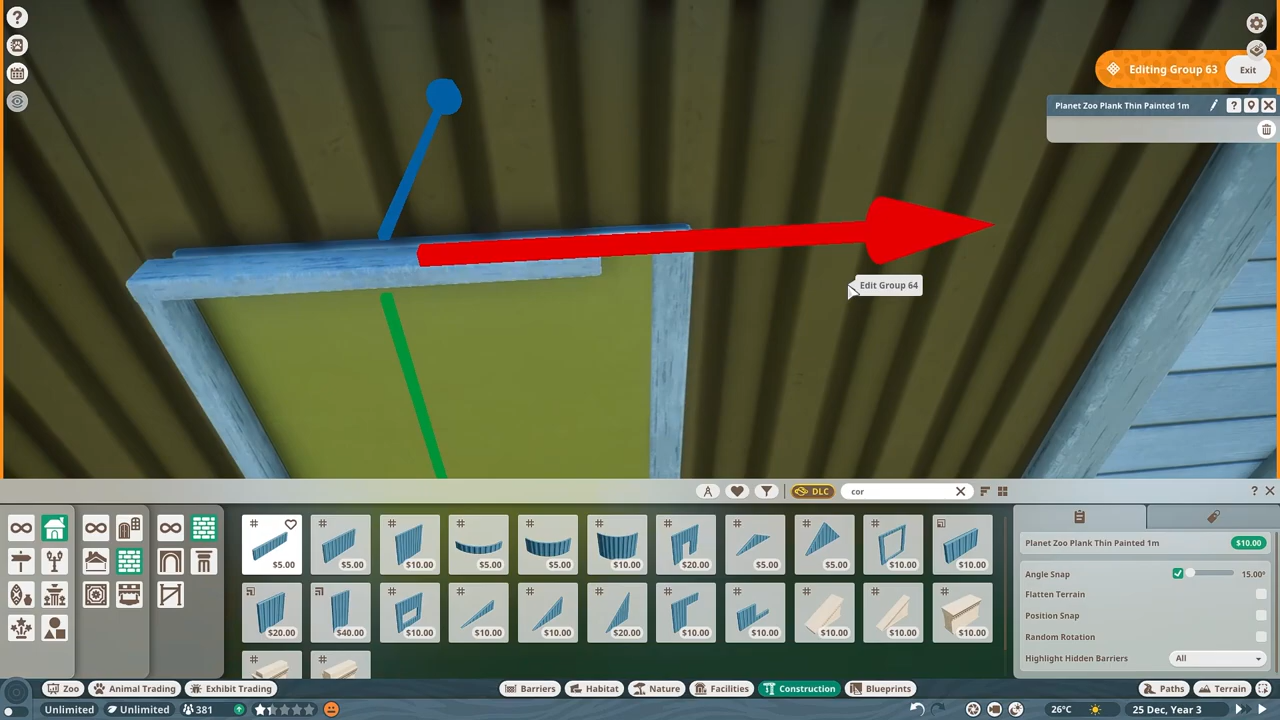 Editing Group 63
Exit
Planet Zoo Plank Thin Painted 1m
?
Edit Group 64
DLC
cor
?
$5.00
$5.00
$10.00
$5.00
$5.00
$10.00
$20.00
$5.00
$5.00
$10.00
$10.00
$20.00
$40.00
$10.00
$10.00
$10.00
$20.00
$10.00
$10.00
$10.00
$10.00
$10.00
Planet Zoo Plank Thin Painted 1m
$10.00
Angle Snap
15.00°
Flatten Terrain
Position Snap
Random Rotation
Highlight Hidden Barriers
All
Zoo
Animal Trading
Exhibit Trading
Barriers
Habitat
Nature
Facilities
Construction
Blueprints
Paths
Terrain
Unlimited
Unlimited
381
26°C
25 Dec, Year 3